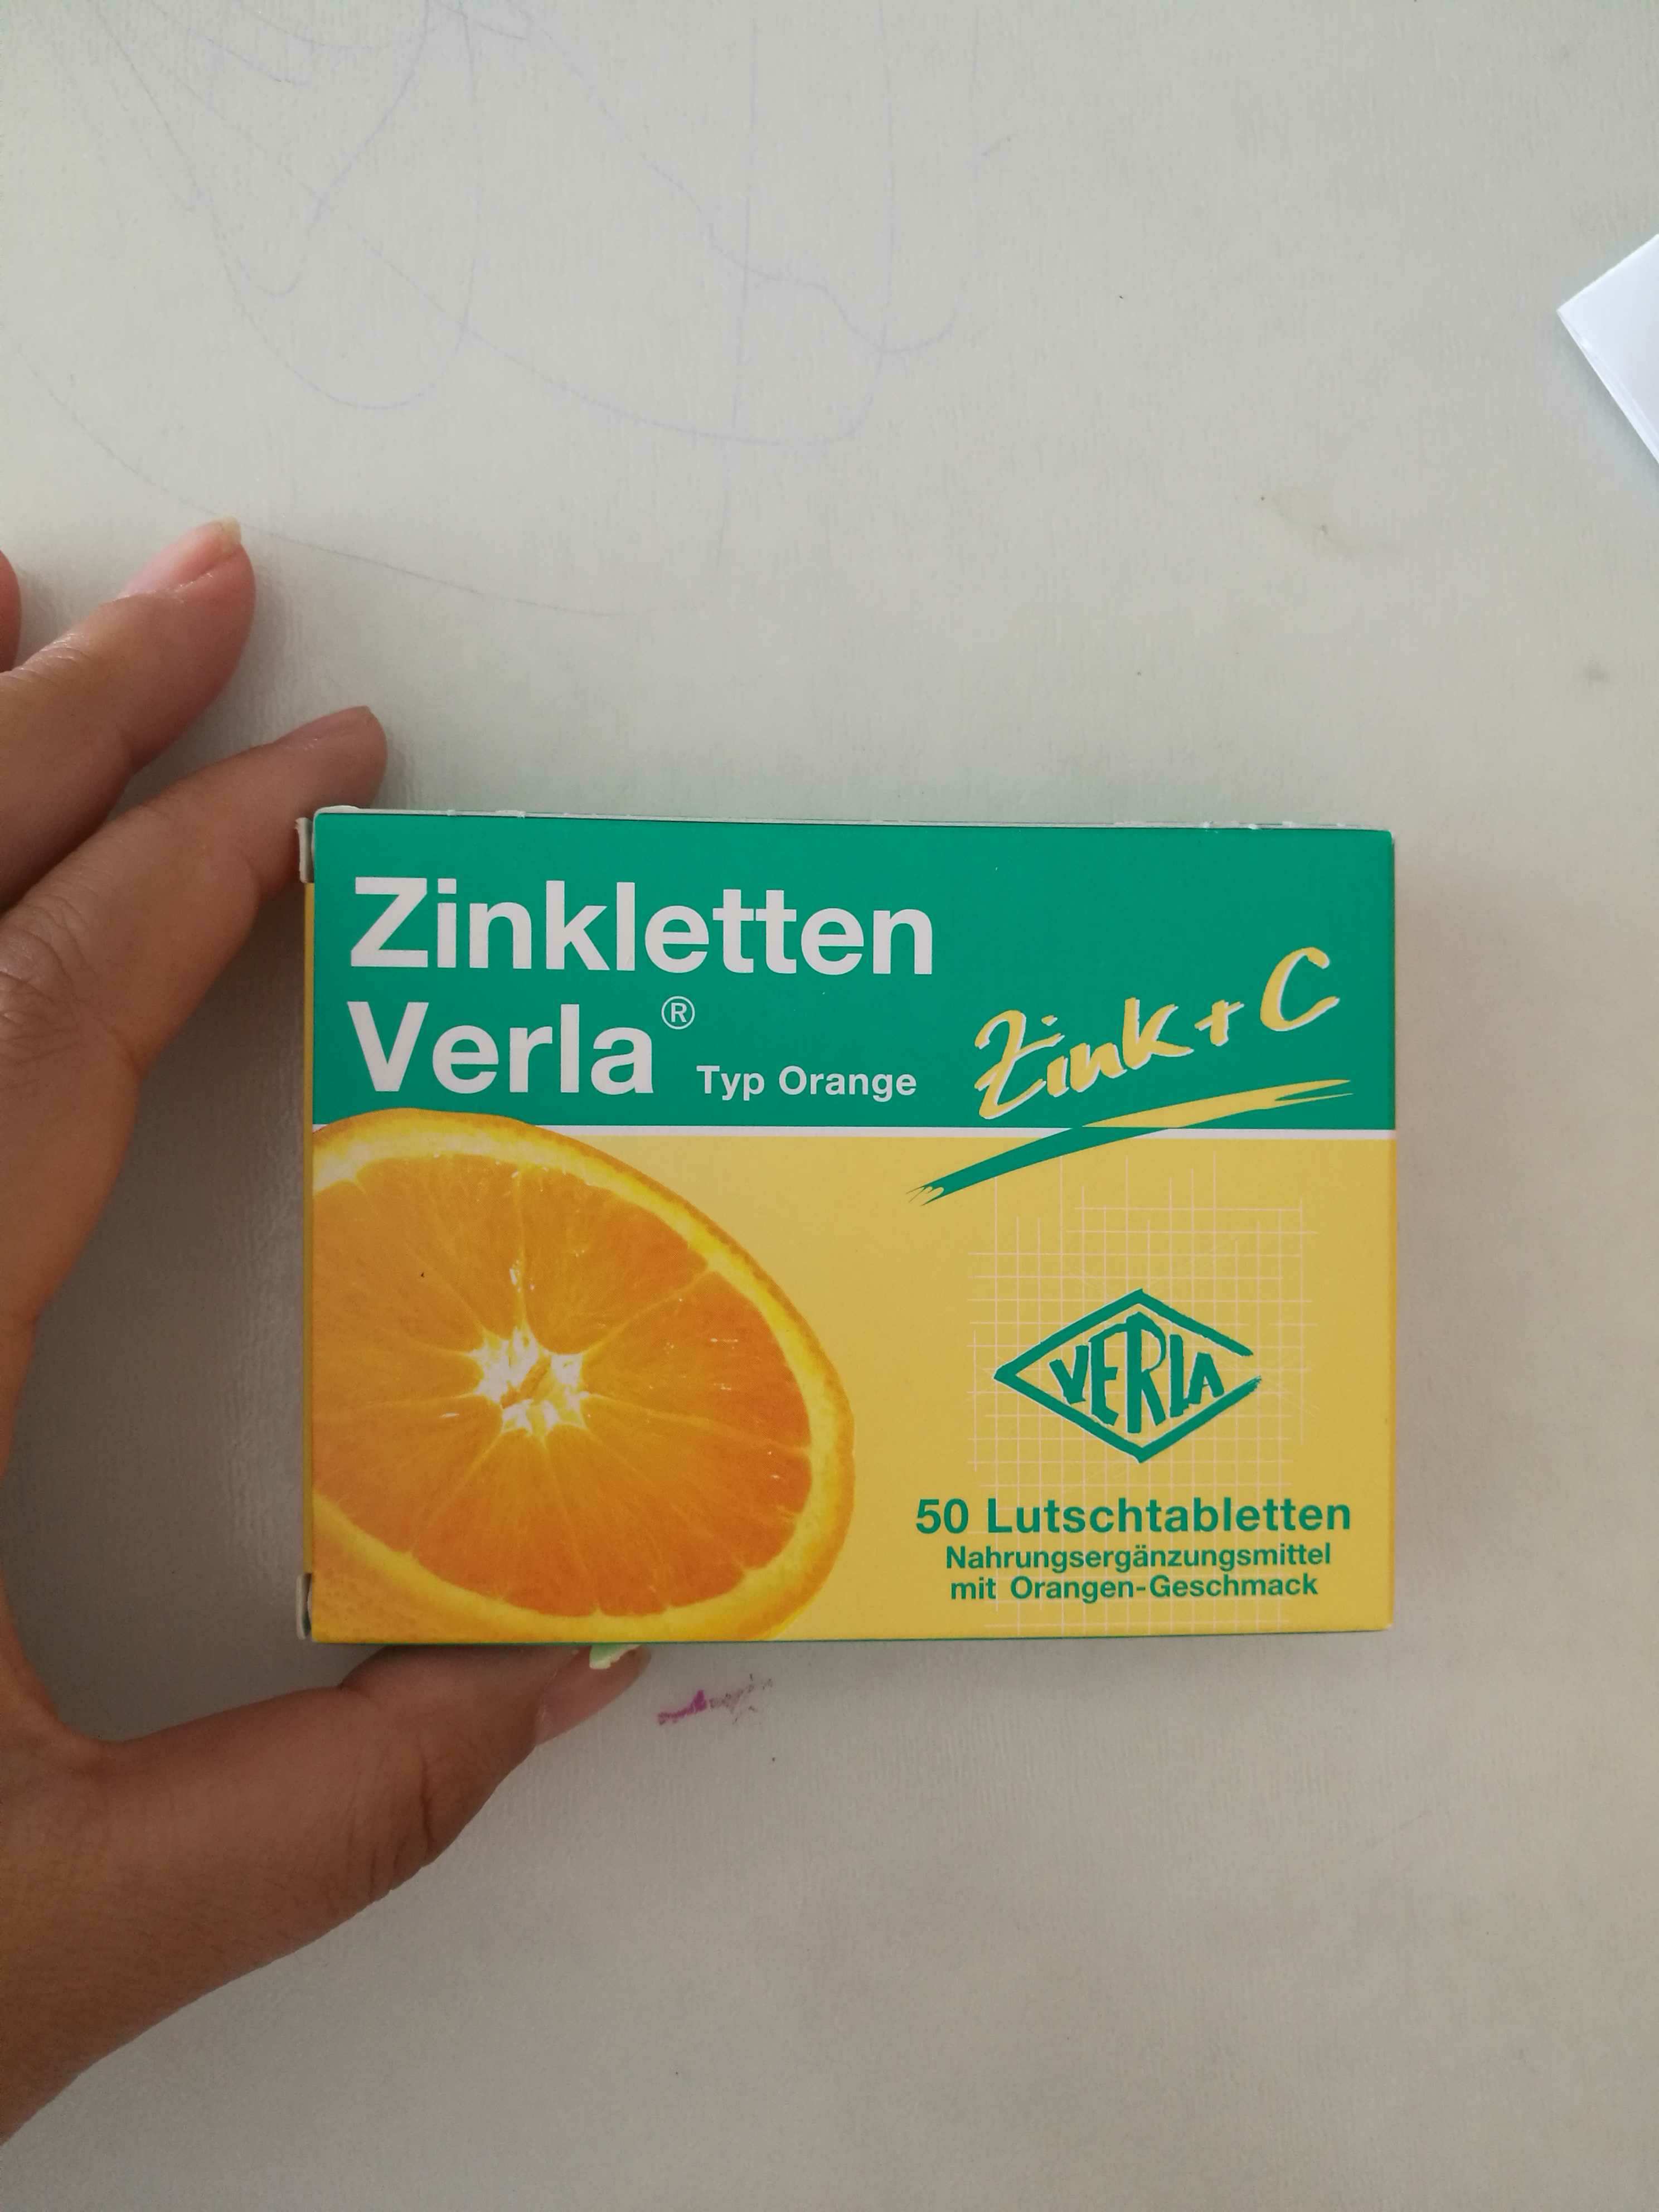 Zinkletten
Verla®
Typ Orange
Zink + C
VERLA
50 Lutschtabletten
Nahrungsergänzungsmittel
mit Orangen-Geschmack